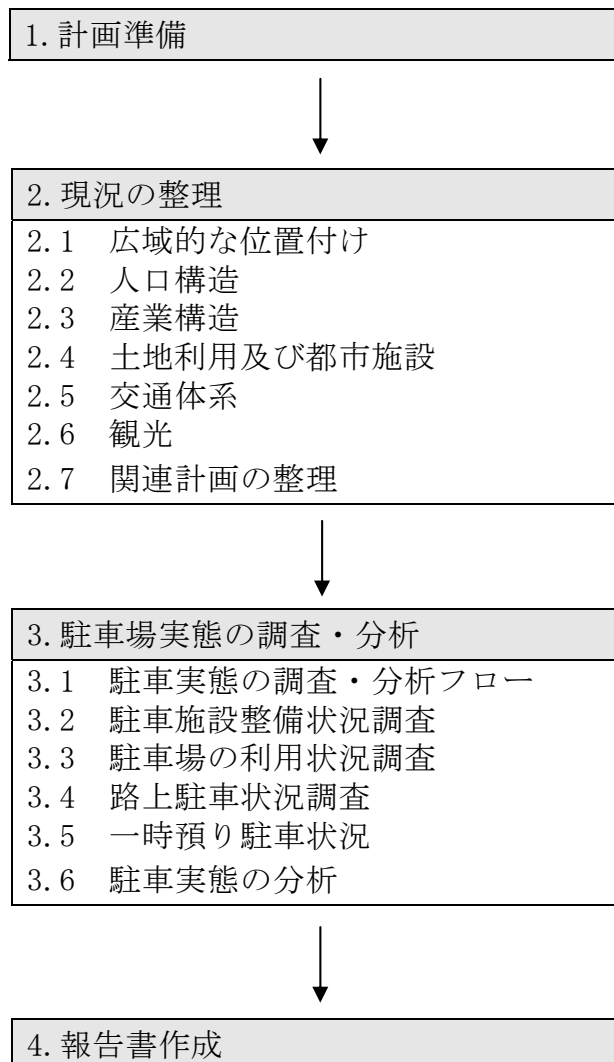 1.計画準備
2.現況の整理
2.1 広域的な位置付け
2.2 人口構造
2.3 産業構造
2.4 土地利用及び都市施設
2.5 交通体系
2.6 観光
2.7 関連計画の整理
3.駐車場実態の調査・分析
3.1 駐車実態の調査・分析フロー
3.2 駐車施設整備状況調査
3.3 駐車場の利用状況調査
3.4 路上駐車状況調査
3.5 一時預り駐車状況
3.6 駐車実態の分析
4.報告書作成